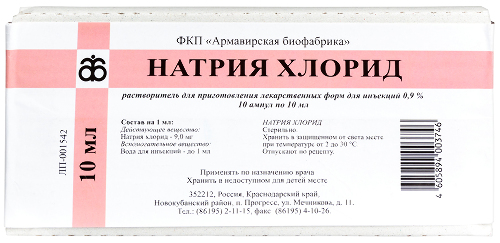 ФКП «Армавирская биофабрика»
НАТРИЯ ХЛОРИД
растворитель для приготовления лекарственных форм для инъекций 0,9 %
10 ампул по 10 мл
ЛП-001542
10 мл
Состав на 1 мл:
Действующее вещество:
Натрия хлорид - 9,0 мг
Вспомогательное вещество:
Вода для инъекций - до 1 мл
НАТРИЯ ХЛОРИД
Стерильно
Хранить в защищенном от света месте
при температуре от 2 до 30 °С
Отпускают по рецепту.
4 605894 003746
Применять по назначению врача
Хранить в недоступном для детей месте
352212, Россия, Краснодарский край,
Новокубанский район, п. Прогресс, ул. Мечникова, д. 11.
Тел.: (86195) 2-11-15, факс (86195) 4-10-26.